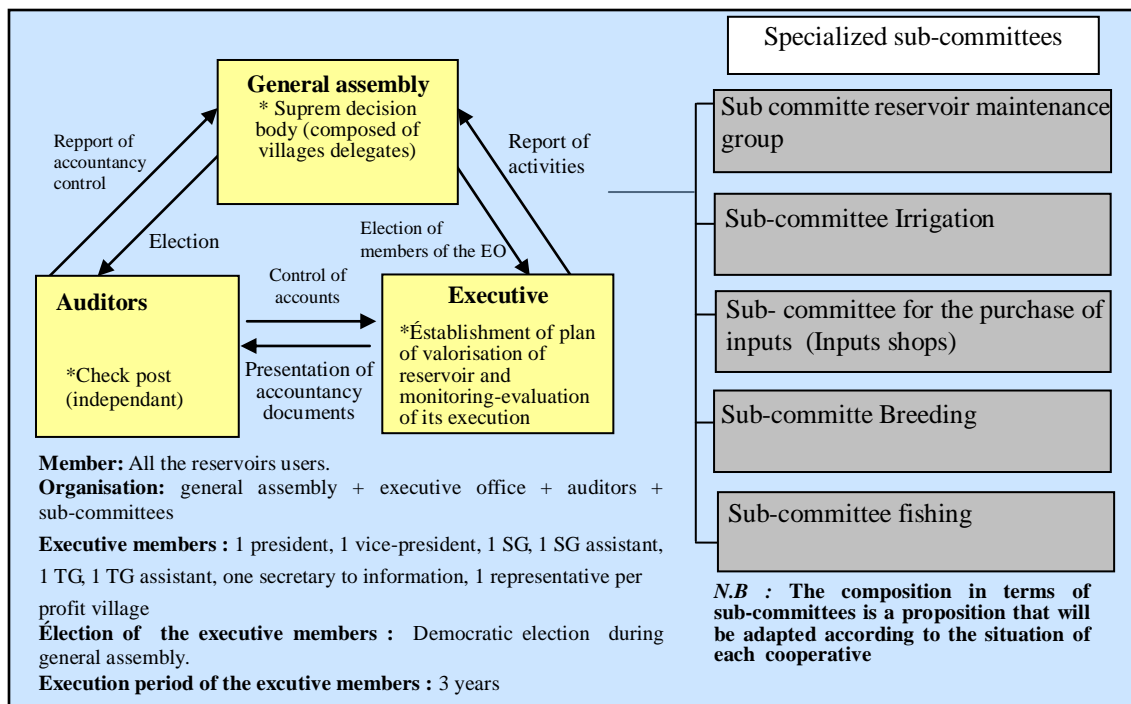 Specialized sub-committees
General assembly
* Suprem decision
body (composed of
villages delegates)
Repport of
accountancy
control
Report of
activities
Election
Election of
members of the EO
Auditors
*Check post
(independant)
Control of
accounts
Presentation of
accountancy
documents
Executive
*Établishment of plan
of valorisation of
reservoir and
monitoring-evaluation
of its execution
Sub committe reservoir maintenance
group
Sub-committee Irrigation
Sub- committee for the purchase of
inputs (Inputs shops)
Sub-committe Breeding
Sub-committee fishing
Member: All the reservoirs users.
Organisation: general assembly + executive office + auditors +
sub-committees
Executive members : 1 president, 1 vice-president, 1 SG, 1 SG assistant,
1 TG, 1 TG assistant, one secretary to information, 1 representative per
profit village
Élection of the executive members : Democratic election during
general assembly.
Execution period of the excutive members : 3 years
N.B : The composition in terms of
sub-committees is a proposition that will
be adapted according to the situation of
each cooperative